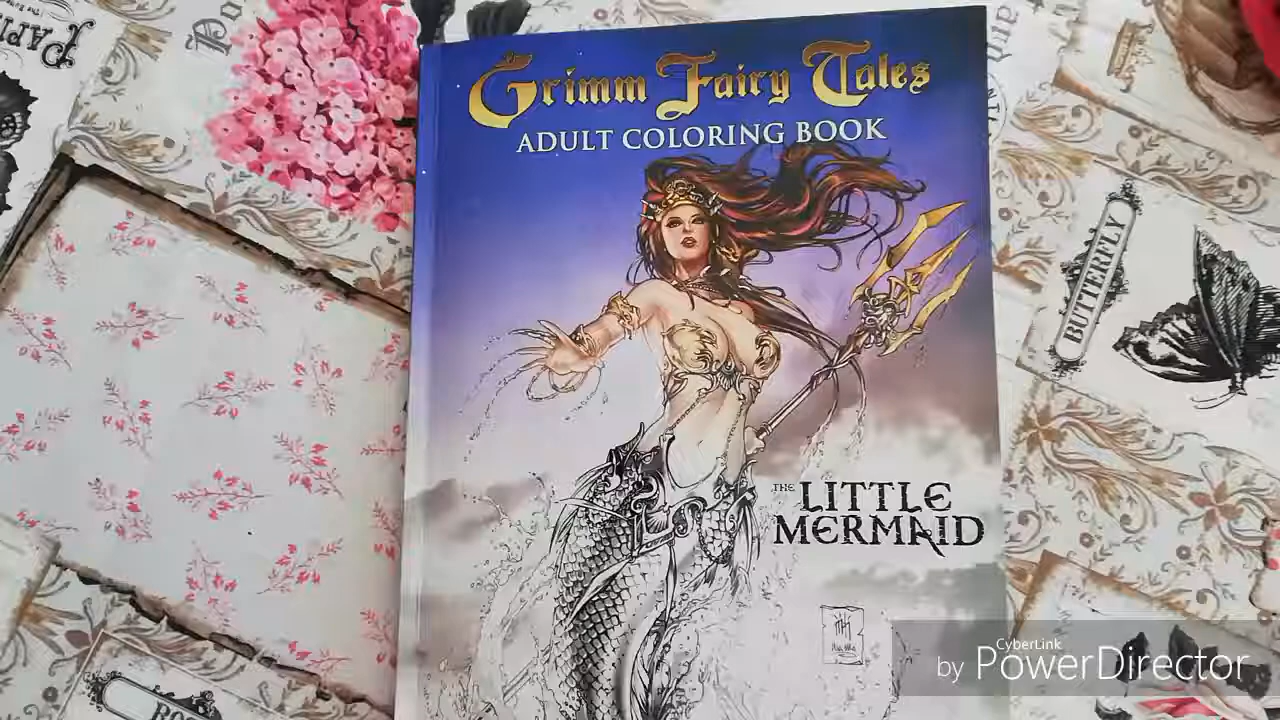 Grimm Fairy Tales
ADULT COLORING BOOK
THE LITTLE
MERMAID
BUTTERFLY
CyberLink
by PowerDirector